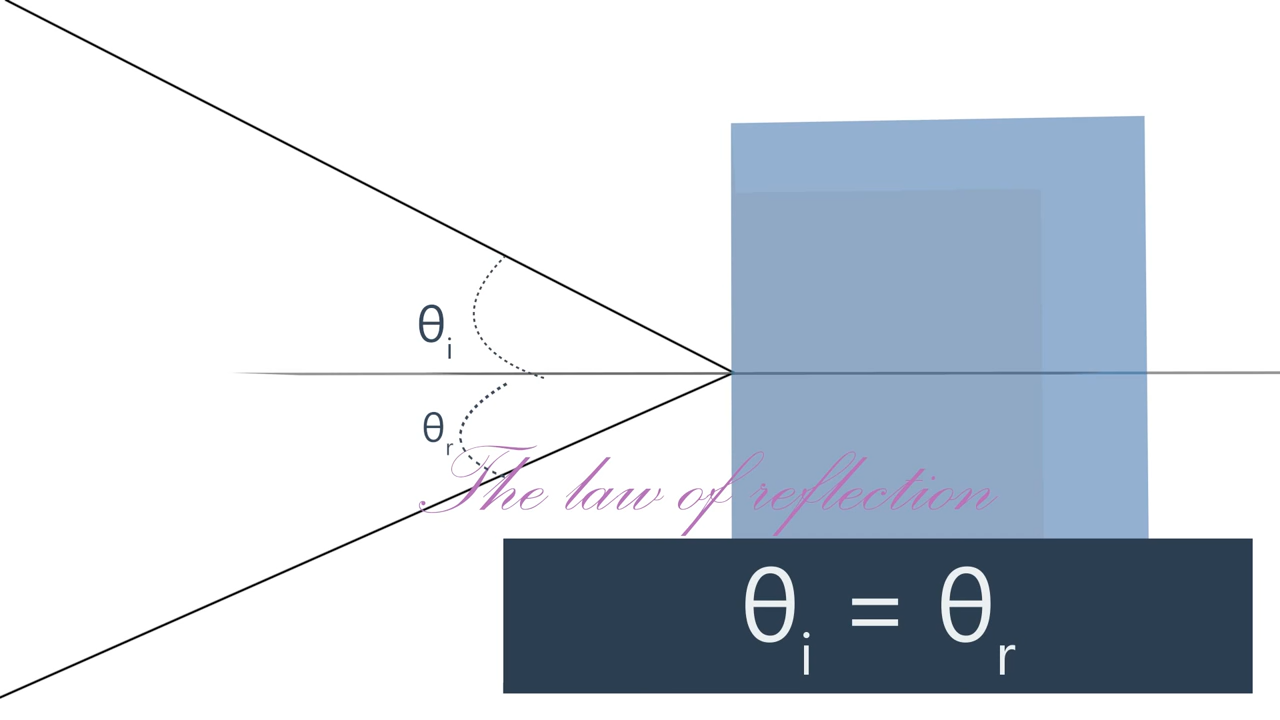 θi
θr
The law of reflection
θi = θr